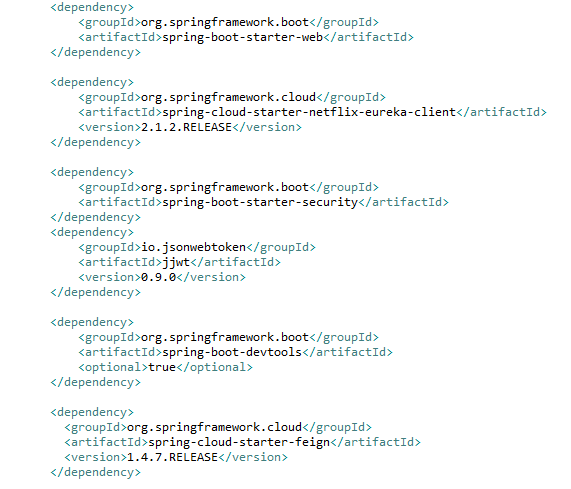 <dependency>
    <groupId>org.springframework.boot</groupId>
    <artifactId>spring-boot-starter-web</artifactId>
</dependency>

<dependency>
    <groupId>org.springframework.cloud</groupId>
    <artifactId>spring-cloud-starter-netflix-eureka-client</artifactId>
    <version>2.1.2.RELEASE</version>
</dependency>

<dependency>
    <groupId>org.springframework.boot</groupId>
    <artifactId>spring-boot-starter-security</artifactId>
</dependency>
<dependency>
    <groupId>io.jsonwebtoken</groupId>
    <artifactId>jjwt</artifactId>
    <version>0.9.0</version>
</dependency>

<dependency>
    <groupId>org.springframework.boot</groupId>
    <artifactId>spring-boot-devtools</artifactId>
    <optional>true</optional>
</dependency>

<dependency>
  <groupId>org.springframework.cloud</groupId>
  <artifactId>spring-cloud-starter-feign</artifactId>
  <version>1.4.7.RELEASE</version>
</dependency>